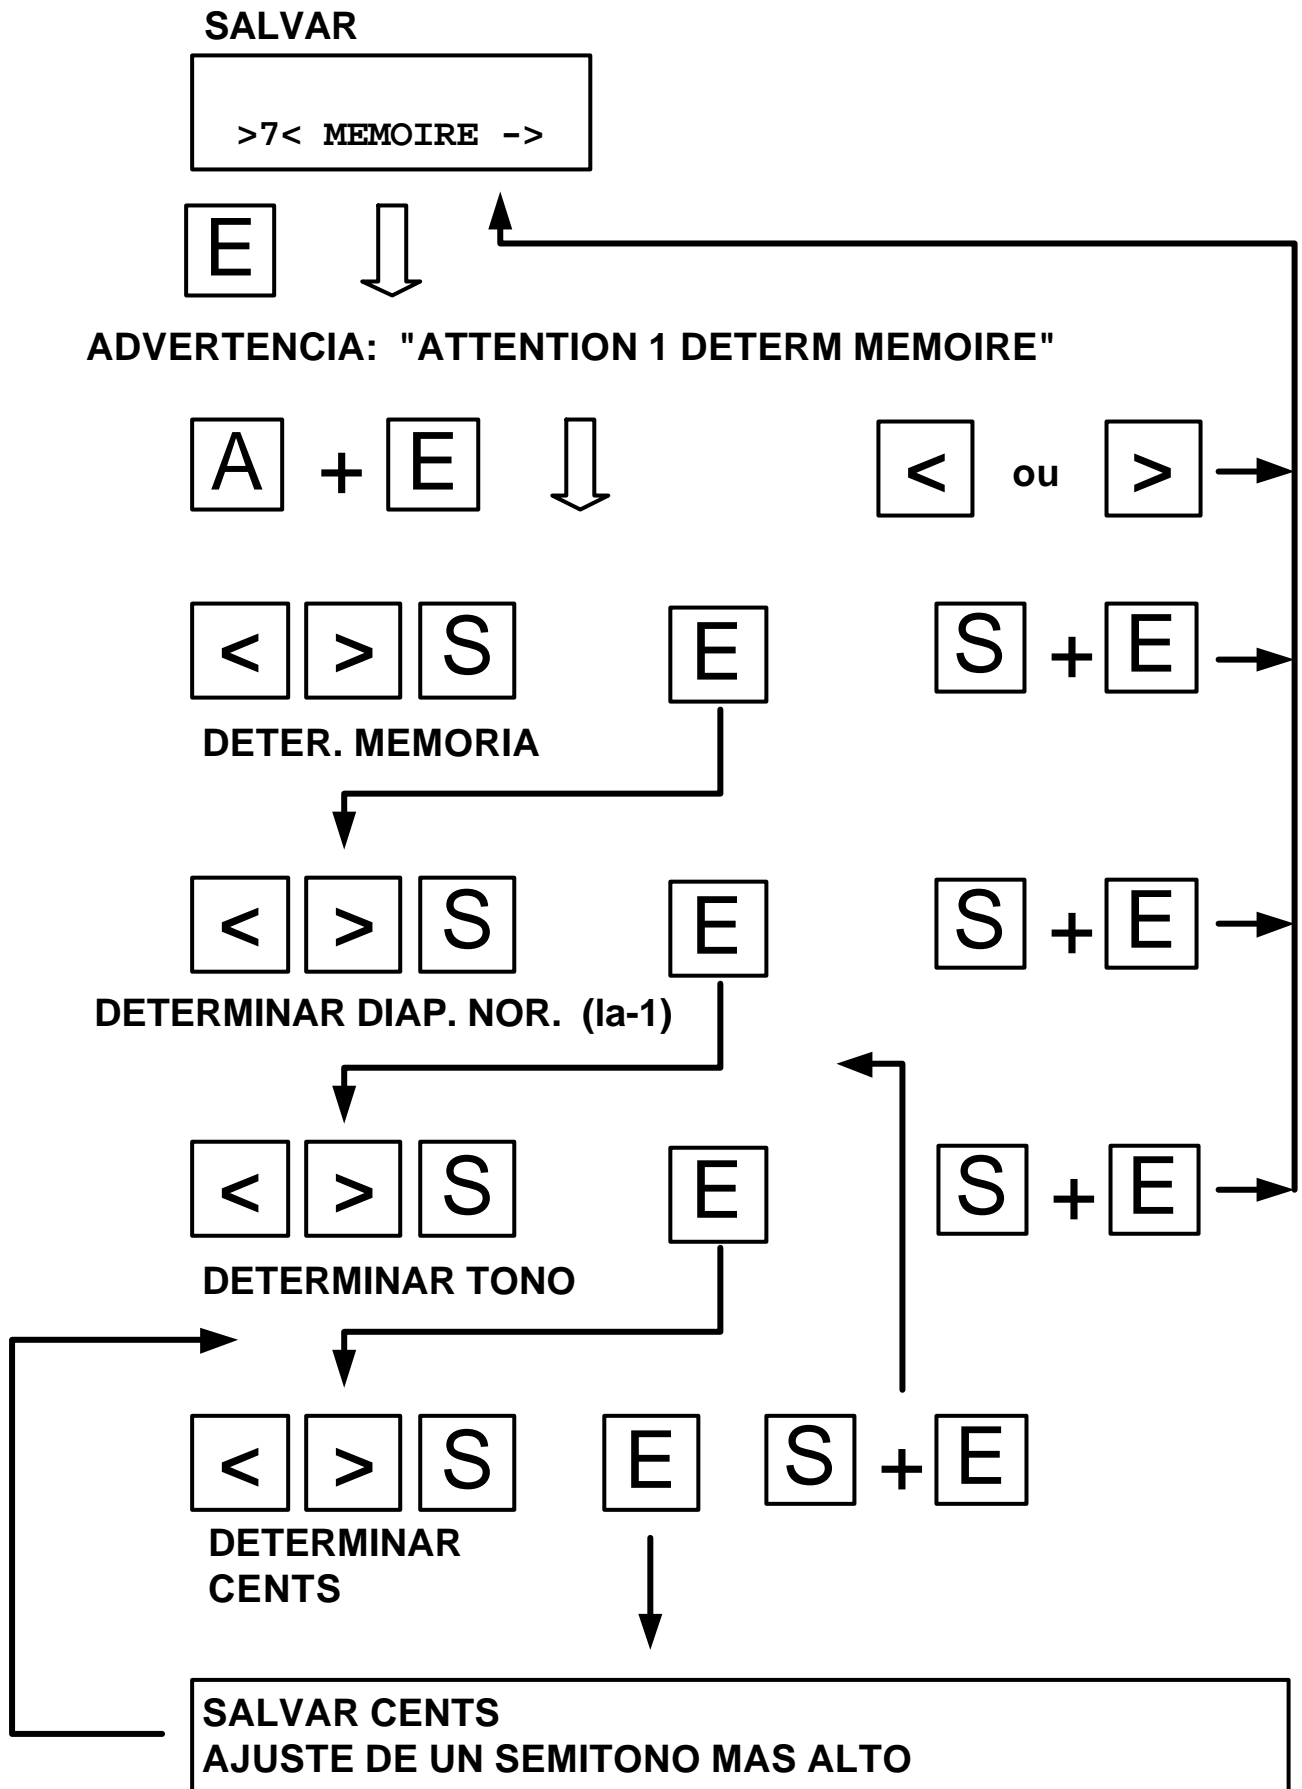 SALVAR
>7< MEMOIRE ->
E
ADVERTENCIA: "ATTENTION 1 DETERM MEMOIRE"
A + E < ou >
< > S E S + E
DETER. MEMORIA
< > S E S + E
DETERMINAR DIAP. NOR. (la-1)
< > S E S + E
DETERMINAR TONO
< > S E S + E
DETERMINAR
CENTS
SALVAR CENTS
AJUSTE DE UN SEMITONO MAS ALTO